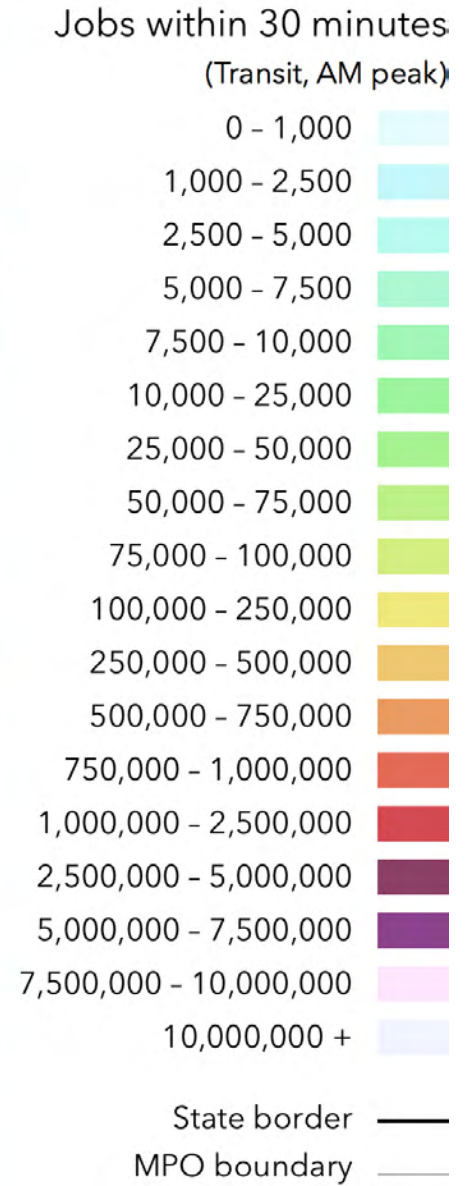 Jobs within 30 minutes
(Transit, AM peak)
0 – 1,000
1,000 – 2,500
2,500 – 5,000
5,000 – 7,500
7,500 – 10,000
10,000 – 25,000
25,000 – 50,000
50,000 – 75,000
75,000 – 100,000
100,000 – 250,000
250,000 – 500,000
500,000 – 750,000
750,000 – 1,000,000
1,000,000 – 2,500,000
2,500,000 – 5,000,000
5,000,000 – 7,500,000
7,500,000 – 10,000,000
10,000,000 +
State border
MPO boundary